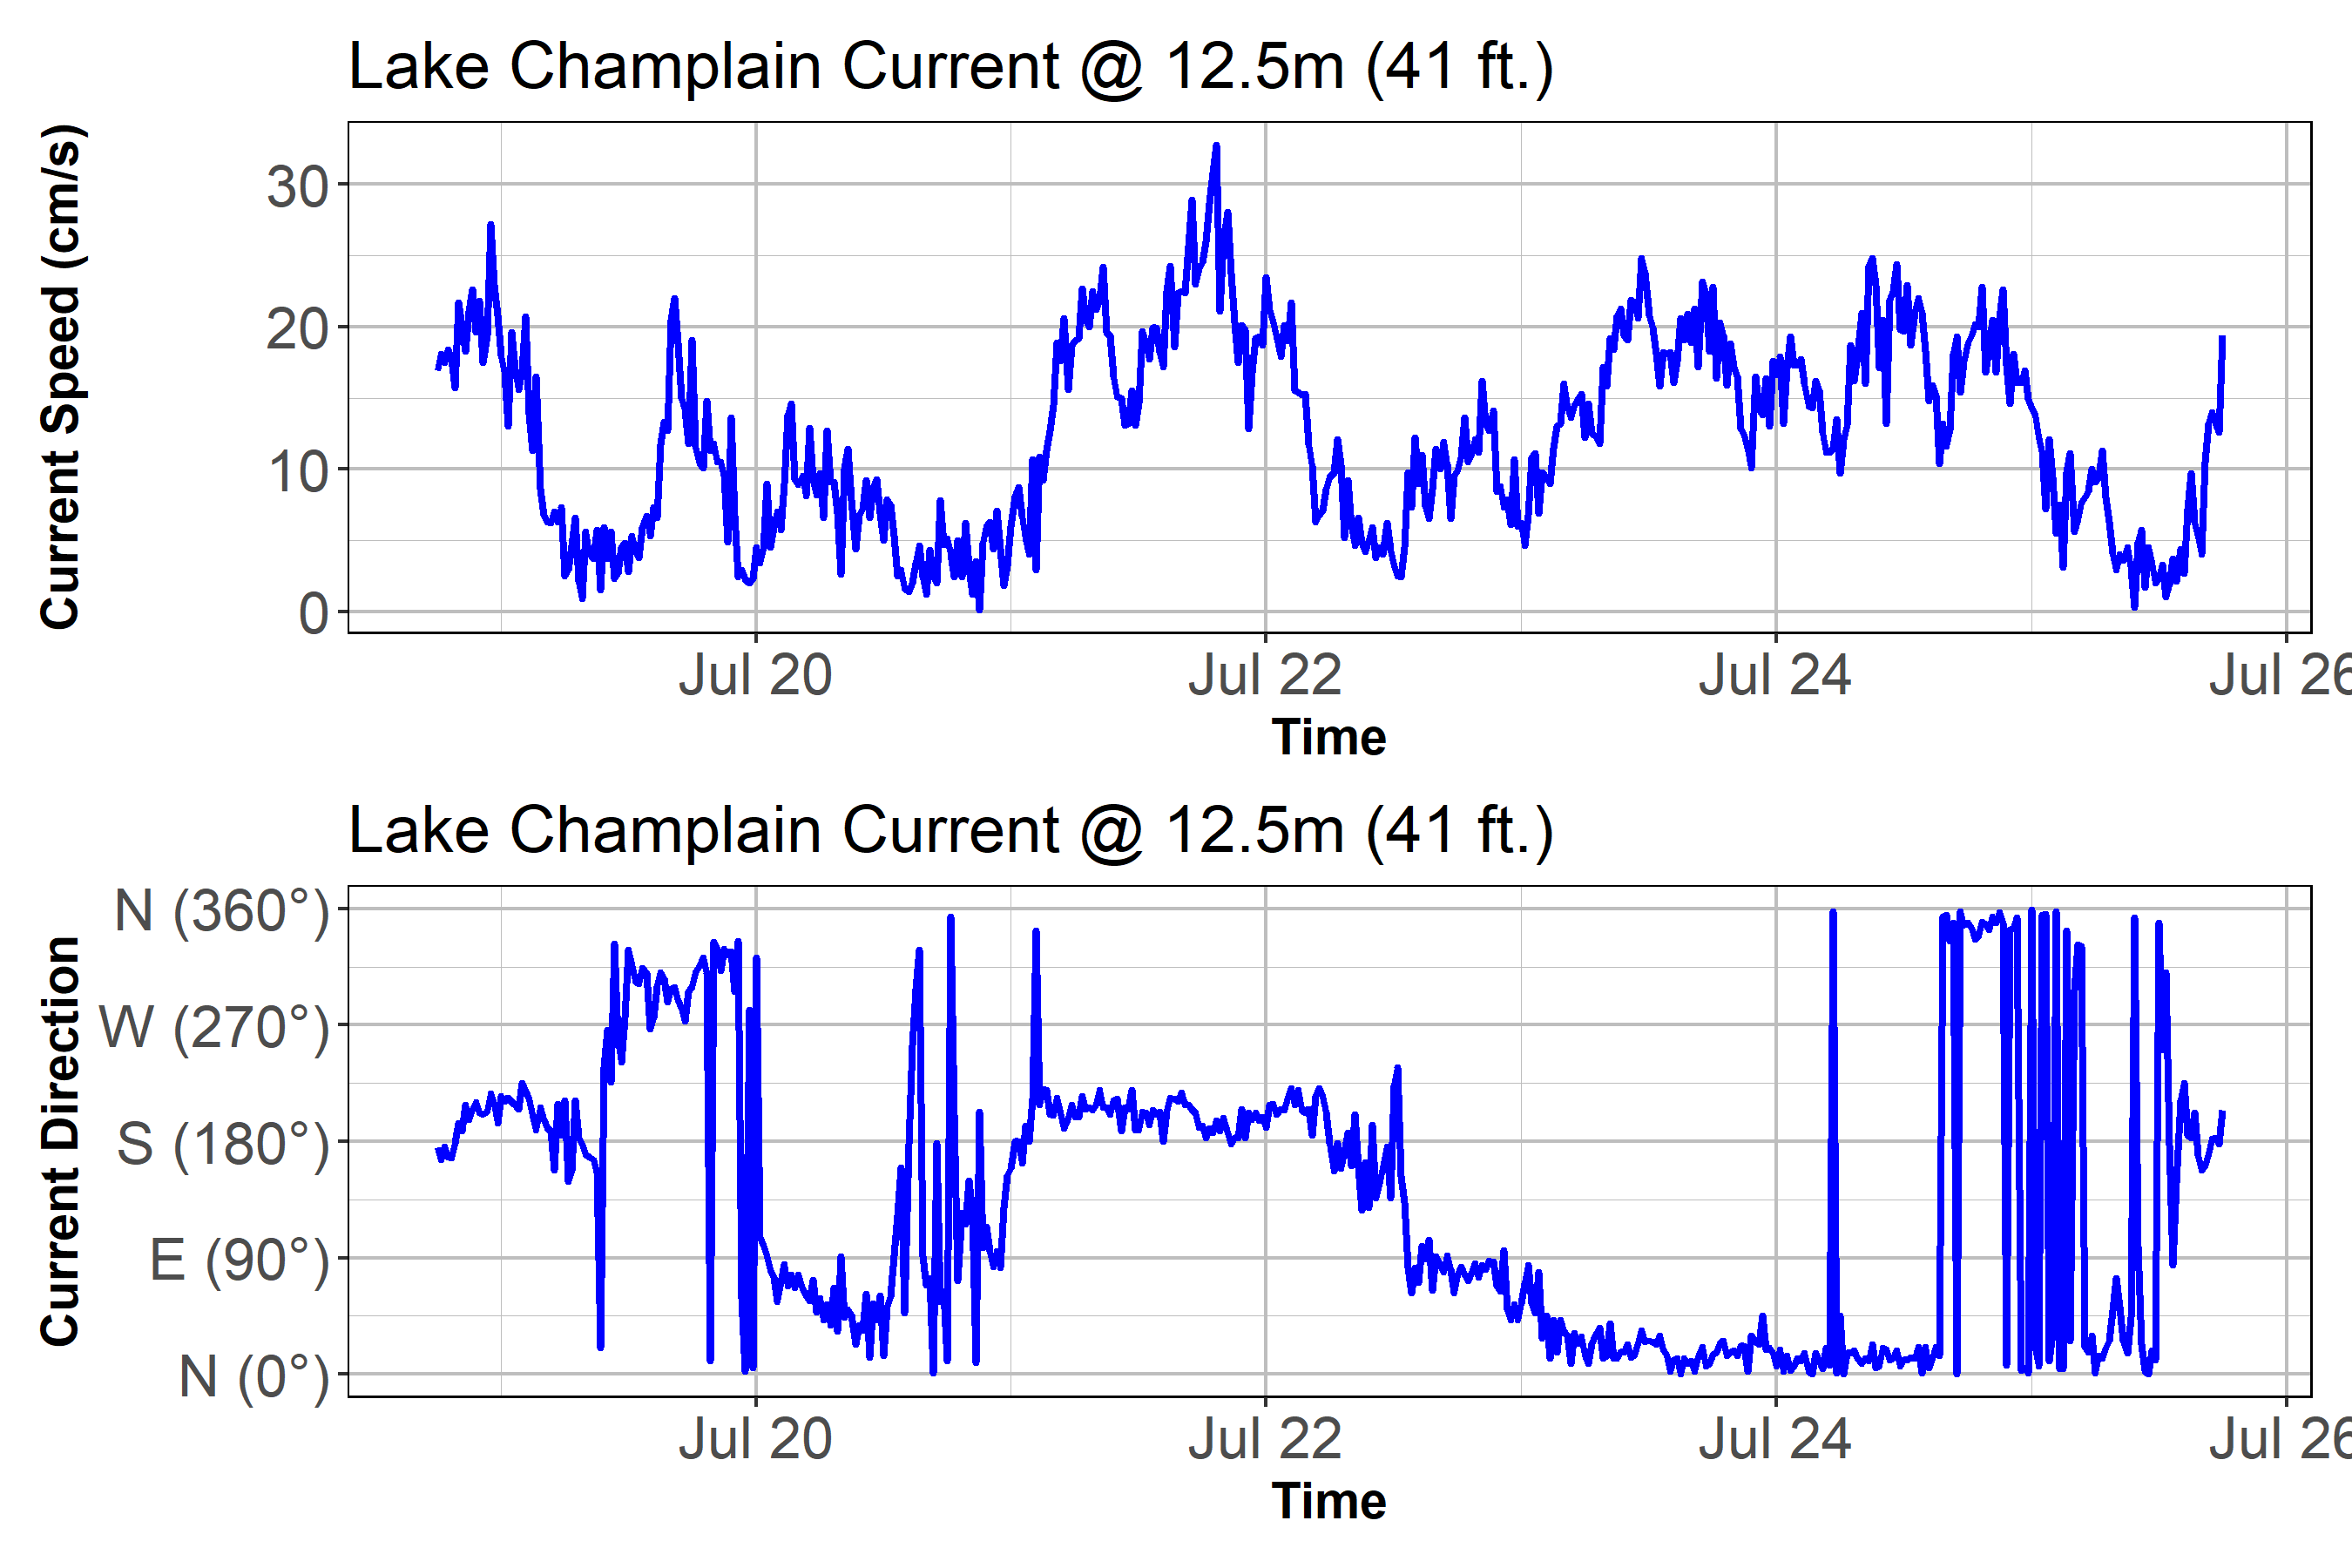 Lake Champlain Current @ 12.5m (41 ft.)
Current Speed (cm/s)
30
20
10
0
Jul 20 Jul 22 Jul 24 Jul 26
Time
Lake Champlain Current @ 12.5m (41 ft.)
Current Direction
N (360°)
W (270°)
S (180°)
E (90°)
N (0°)
Jul 20 Jul 22 Jul 24 Jul 26
Time